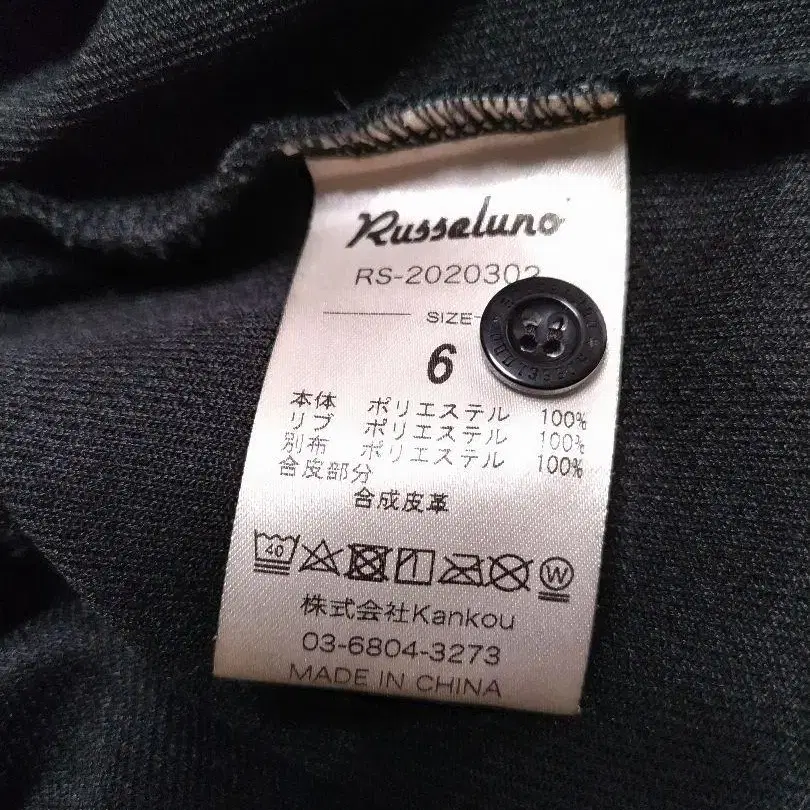 Russeluno
RS-2020302
SIZE
6
本体 ポリエステル 100%
リブ ポリエステル 100%
別布 ポリエステル 100%
合皮部分
合成皮革
40
W
株式会社Kankou
03-6804-3273
MADE IN CHINA